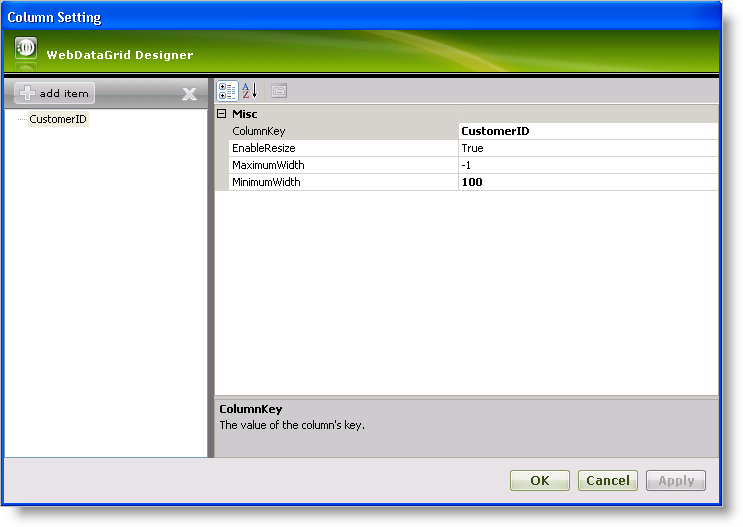 Column Setting
WebDataGrid Designer
add item
CustomerID
Misc
ColumnKey CustomerID
EnableResize True
MaximumWidth -1
MinimumWidth 100
ColumnKey
The value of the column's key.
OK Cancel Apply